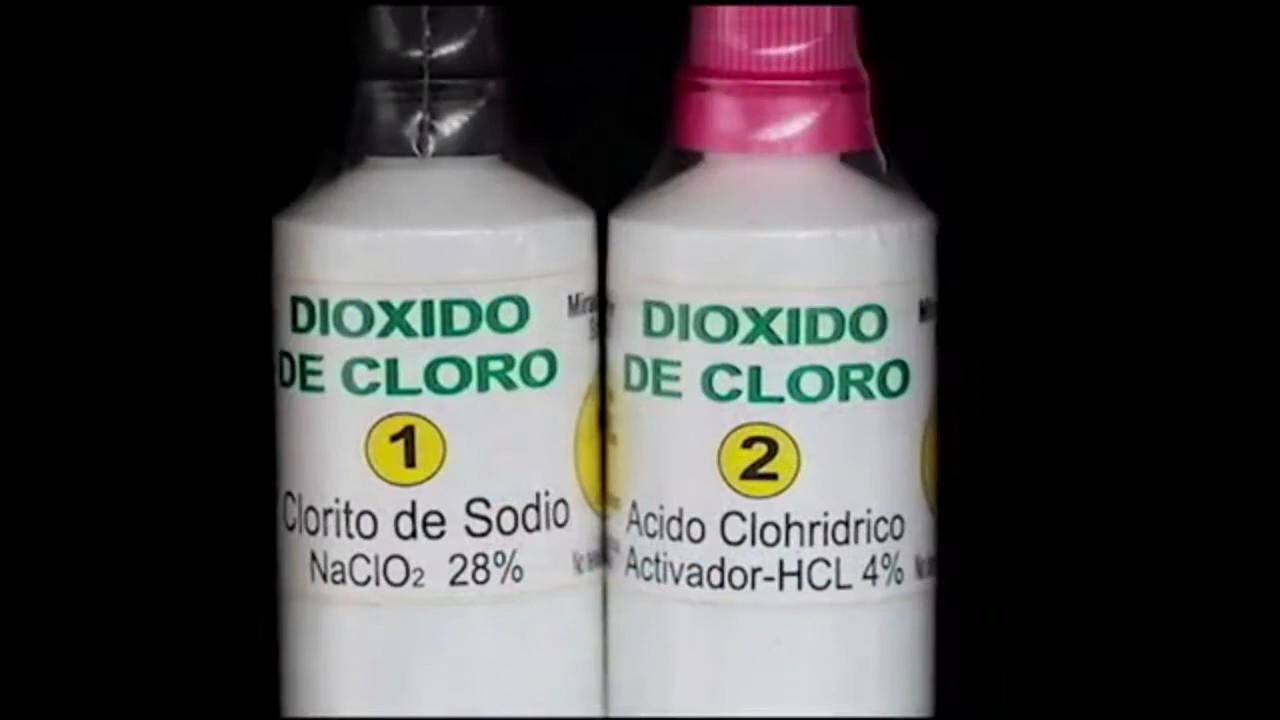 DIOXIDO
DE CLORO
1
Clorito de Sodio
NaClO₂ 28%
DIOXIDO
DE CLORO
2
Acido Clohridrico
Activador-HCL 4%